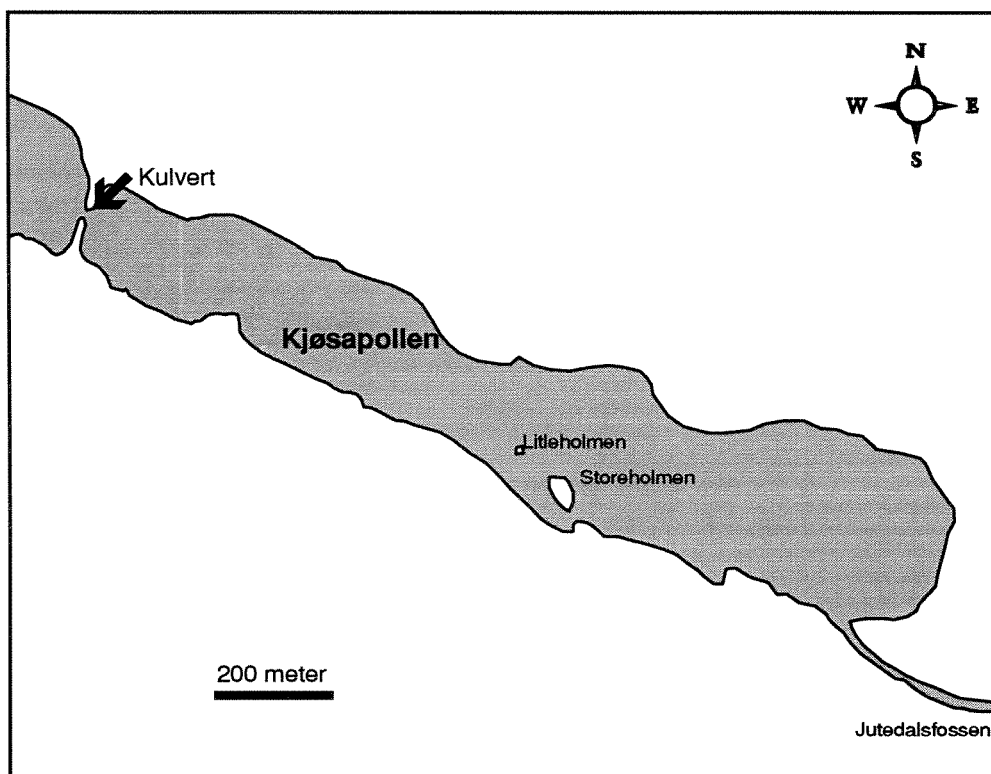 N
W E
S
Kulvert
Kjøsapollen
Litleholmen
Storeholmen
200 meter
Jutedalsfossen